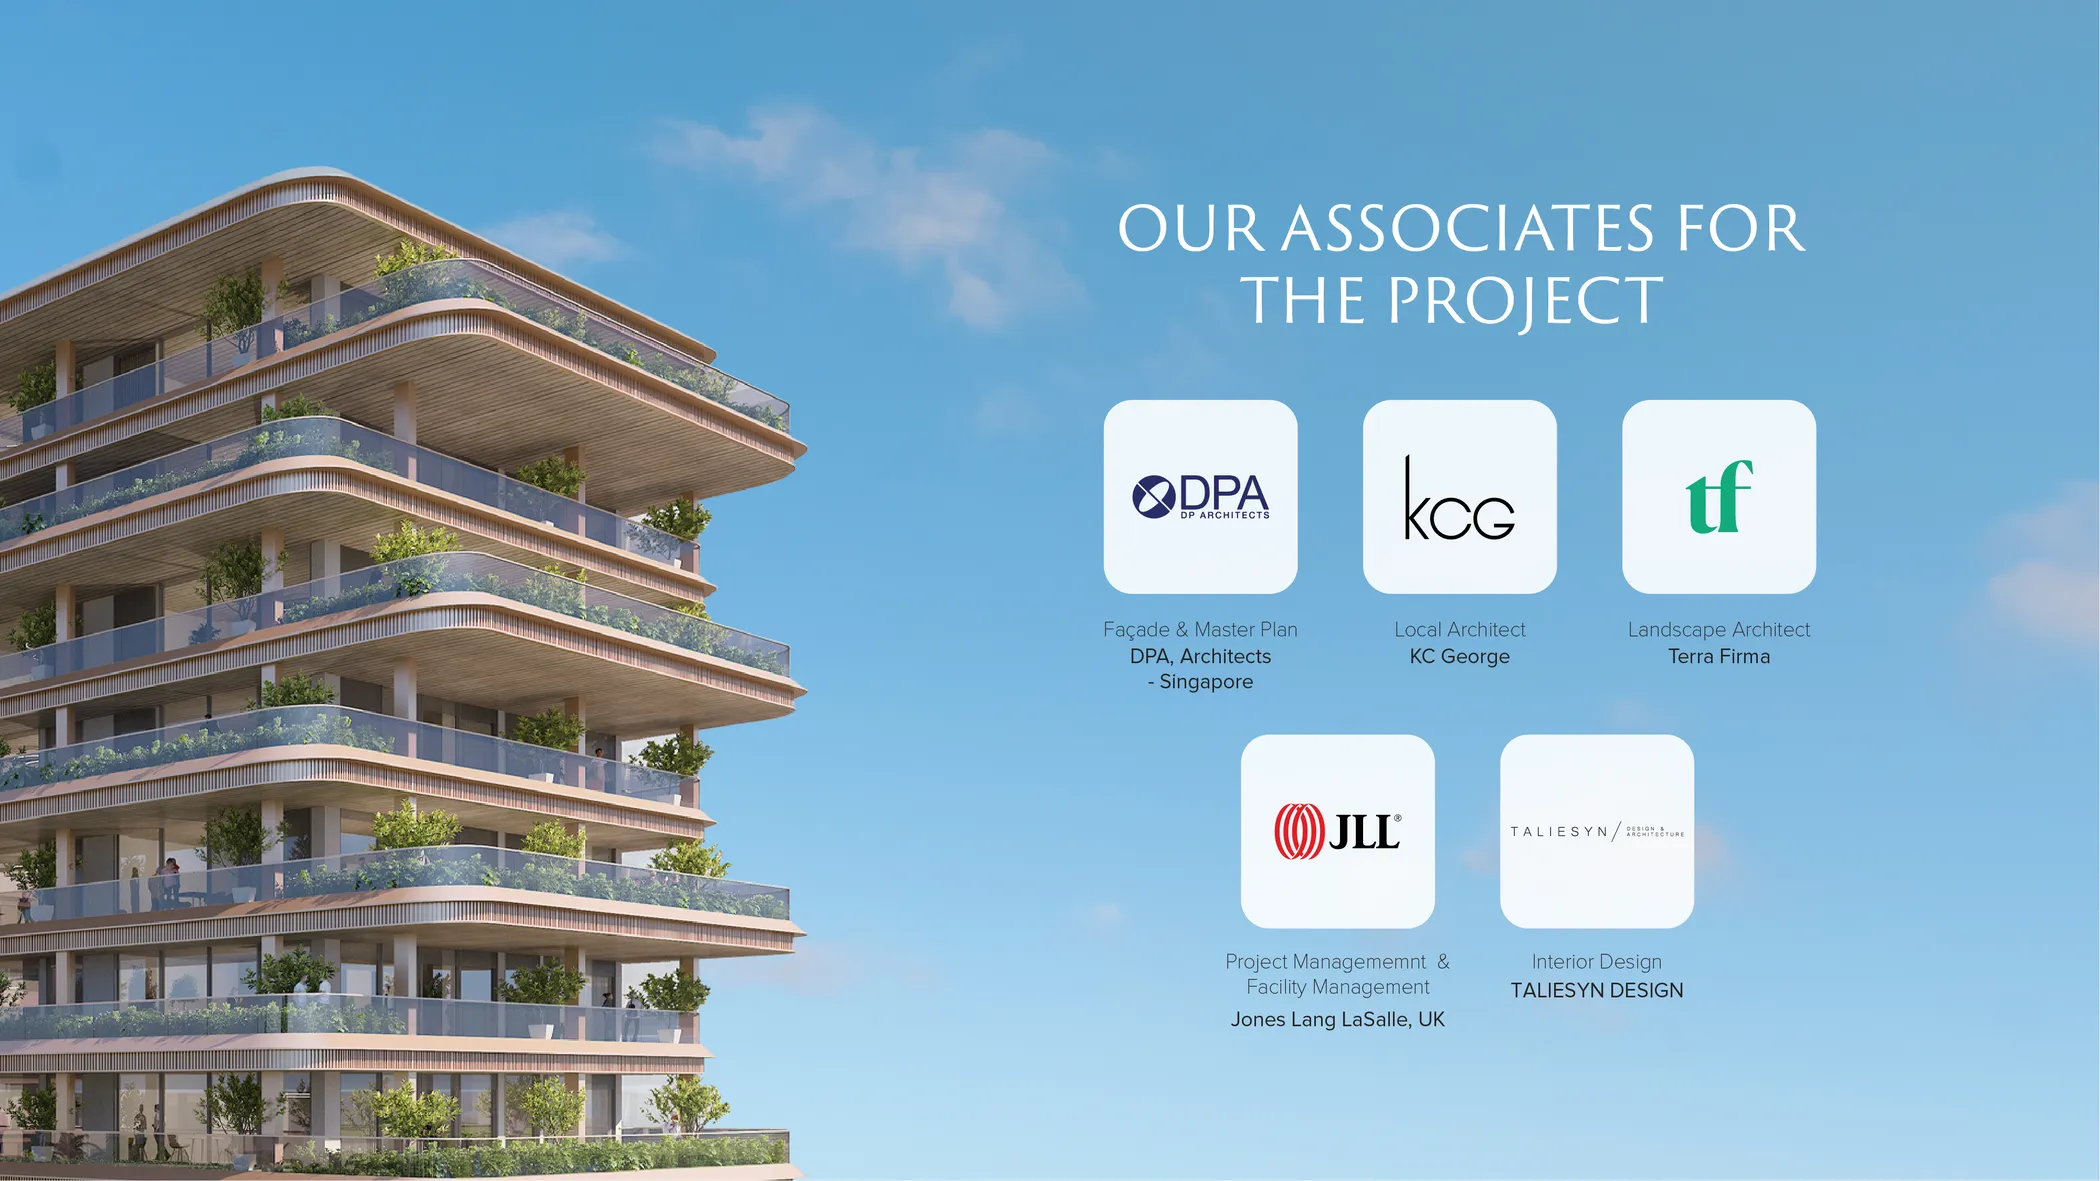 OUR ASSOCIATES FOR
THE PROJECT
DPA
DP ARCHITECTS
kcG
tf
Façade & Master Plan
DPA, Architects
- Singapore
Local Architect
KC George
Landscape Architect
Terra Firma
JLL®
TALIESYN / DESIGN &
ARCHITECTURE
Project Managememnt &
Facility Management
Jones Lang LaSalle, UK
Interior Design
TALIESYN DESIGN